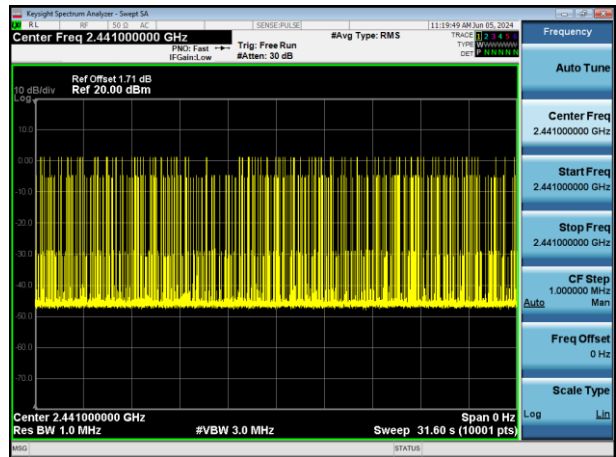 Keysight Spectrum Analyzer - Swept SA
RL RF 50 Ω AC SENSE:PULSE 11:19:49 AM Jun 05, 2024
Center Freq 2.441000000 GHz #Avg Type: RMS TRACE 1 2 3 4 5 6
PNO: Fast Trig: Free Run TYPE WWWWWW
IFGain:Low #Atten: 30 dB DET P N N N N N
Ref Offset 1.71 dB
10 dB/div Ref 20.00 dBm
Log
10.0
0.00
-10.0
-20.0
-30.0
-40.0
-50.0
-60.0
-70.0
Center 2.441000000 GHz Span 0 Hz
Res BW 1.0 MHz #VBW 3.0 MHz Sweep 31.60 s (10001 pts)
MSG STATUS
Frequency
Auto Tune
Center Freq
2.441000000 GHz
Start Freq
2.441000000 GHz
Stop Freq
2.441000000 GHz
CF Step
1.000000 MHz
Auto Man
Freq Offset
0 Hz
Scale Type
Log Lin